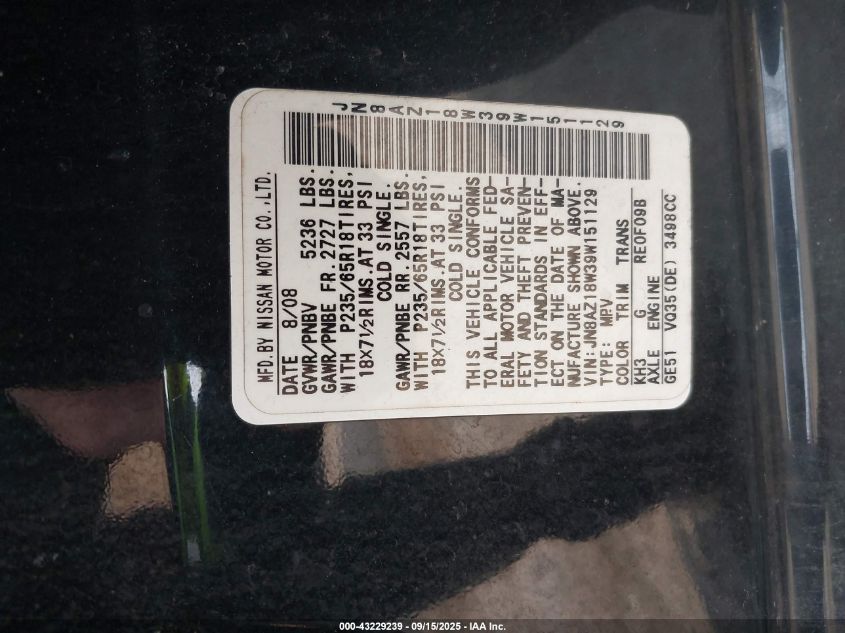 JN8AZ18W39W151129
MFD.BY NISSAN MOTOR CO.,LTD.
DATE 8/08
GVWR/PNBV 5236 LBS.
GAWR/PNBE FR.2727 LBS.
WITH P235/65R18TIRES,
18×7½RIMS.AT 33 PSI
COLD SINGLE.
GAWR/PNBE RR.2557 LBS.
WITH P235/65R18TIRES,
18×7½RIMS.AT 33 PSI
COLD SINGLE.
THIS VEHICLE CONFORMS
TO ALL APPLICABLE FED-
ERAL MOTOR VEHICLE SA-
FETY AND THEFT PREVEN-
TION STANDARDS IN EFF-
ECT ON THE DATE OF MA-
NUFACTURE SHOWN ABOVE.
VIN:JN8AZ18W39W151129
TYPE: MPV
COLOR TRIM TRANS
KH3 G RE0F09B
AXLE ENGINE
GE51 VQ35(DE) 3498CC
000-43229239 - 09/15/2025 - IAA Inc.